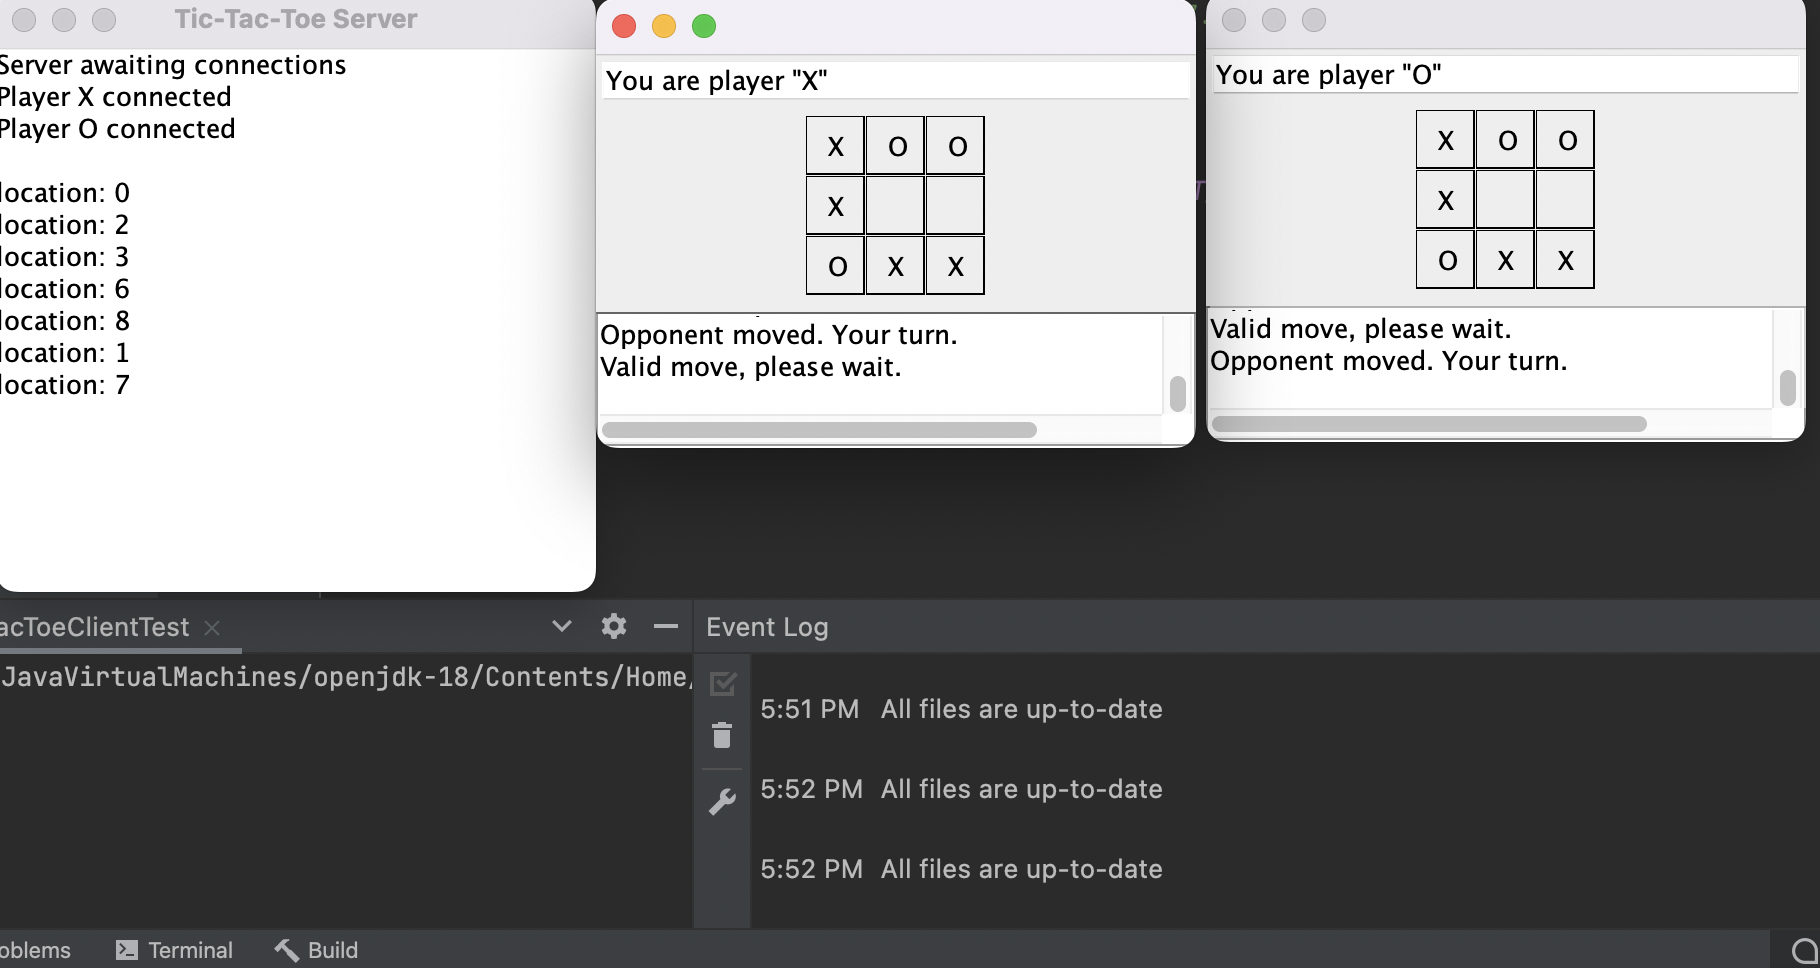 Tic-Tac-Toe Server
Server awaiting connections
Player X connected
Player O connected
location: 0
location: 2
location: 3
location: 6
location: 8
location: 1
location: 7
You are player "X"
X O O
X
O X X
Opponent moved. Your turn.
Valid move, please wait.
You are player "O"
X O O
X
O X X
Valid move, please wait.
Opponent moved. Your turn.
T
acToeClientTest
JavaVirtualMachines/openjdk-18/Contents/Home/
Event Log
5:51 PM All files are up-to-date
5:52 PM All files are up-to-date
5:52 PM All files are up-to-date
oblems
Terminal
Build